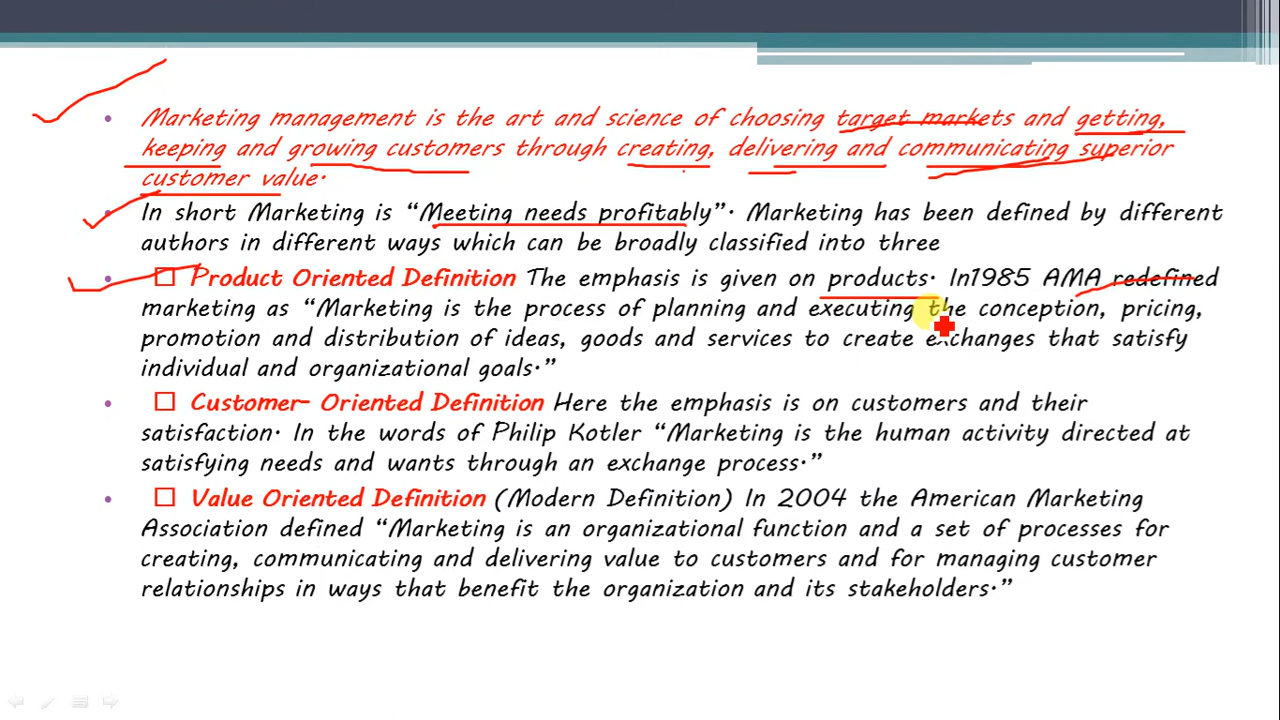 • Marketing management is the art and science of choosing target markets and getting,
keeping and growing customers through creating, delivering and communicating superior
customer value.
• In short Marketing is “Meeting needs profitably”. Marketing has been defined by different
authors in different ways which can be broadly classified into three
• ☐ Product Oriented Definition The emphasis is given on products. In1985 AMA redefined
marketing as “Marketing is the process of planning and executing the conception, pricing,
promotion and distribution of ideas, goods and services to create exchanges that satisfy
individual and organizational goals.”
• ☐ Customer- Oriented Definition Here the emphasis is on customers and their
satisfaction. In the words of Philip Kotler “Marketing is the human activity directed at
satisfying needs and wants through an exchange process.”
• ☐ Value Oriented Definition (Modern Definition) In 2004 the American Marketing
Association defined “Marketing is an organizational function and a set of processes for
creating, communicating and delivering value to customers and for managing customer
relationships in ways that benefit the organization and its stakeholders.”